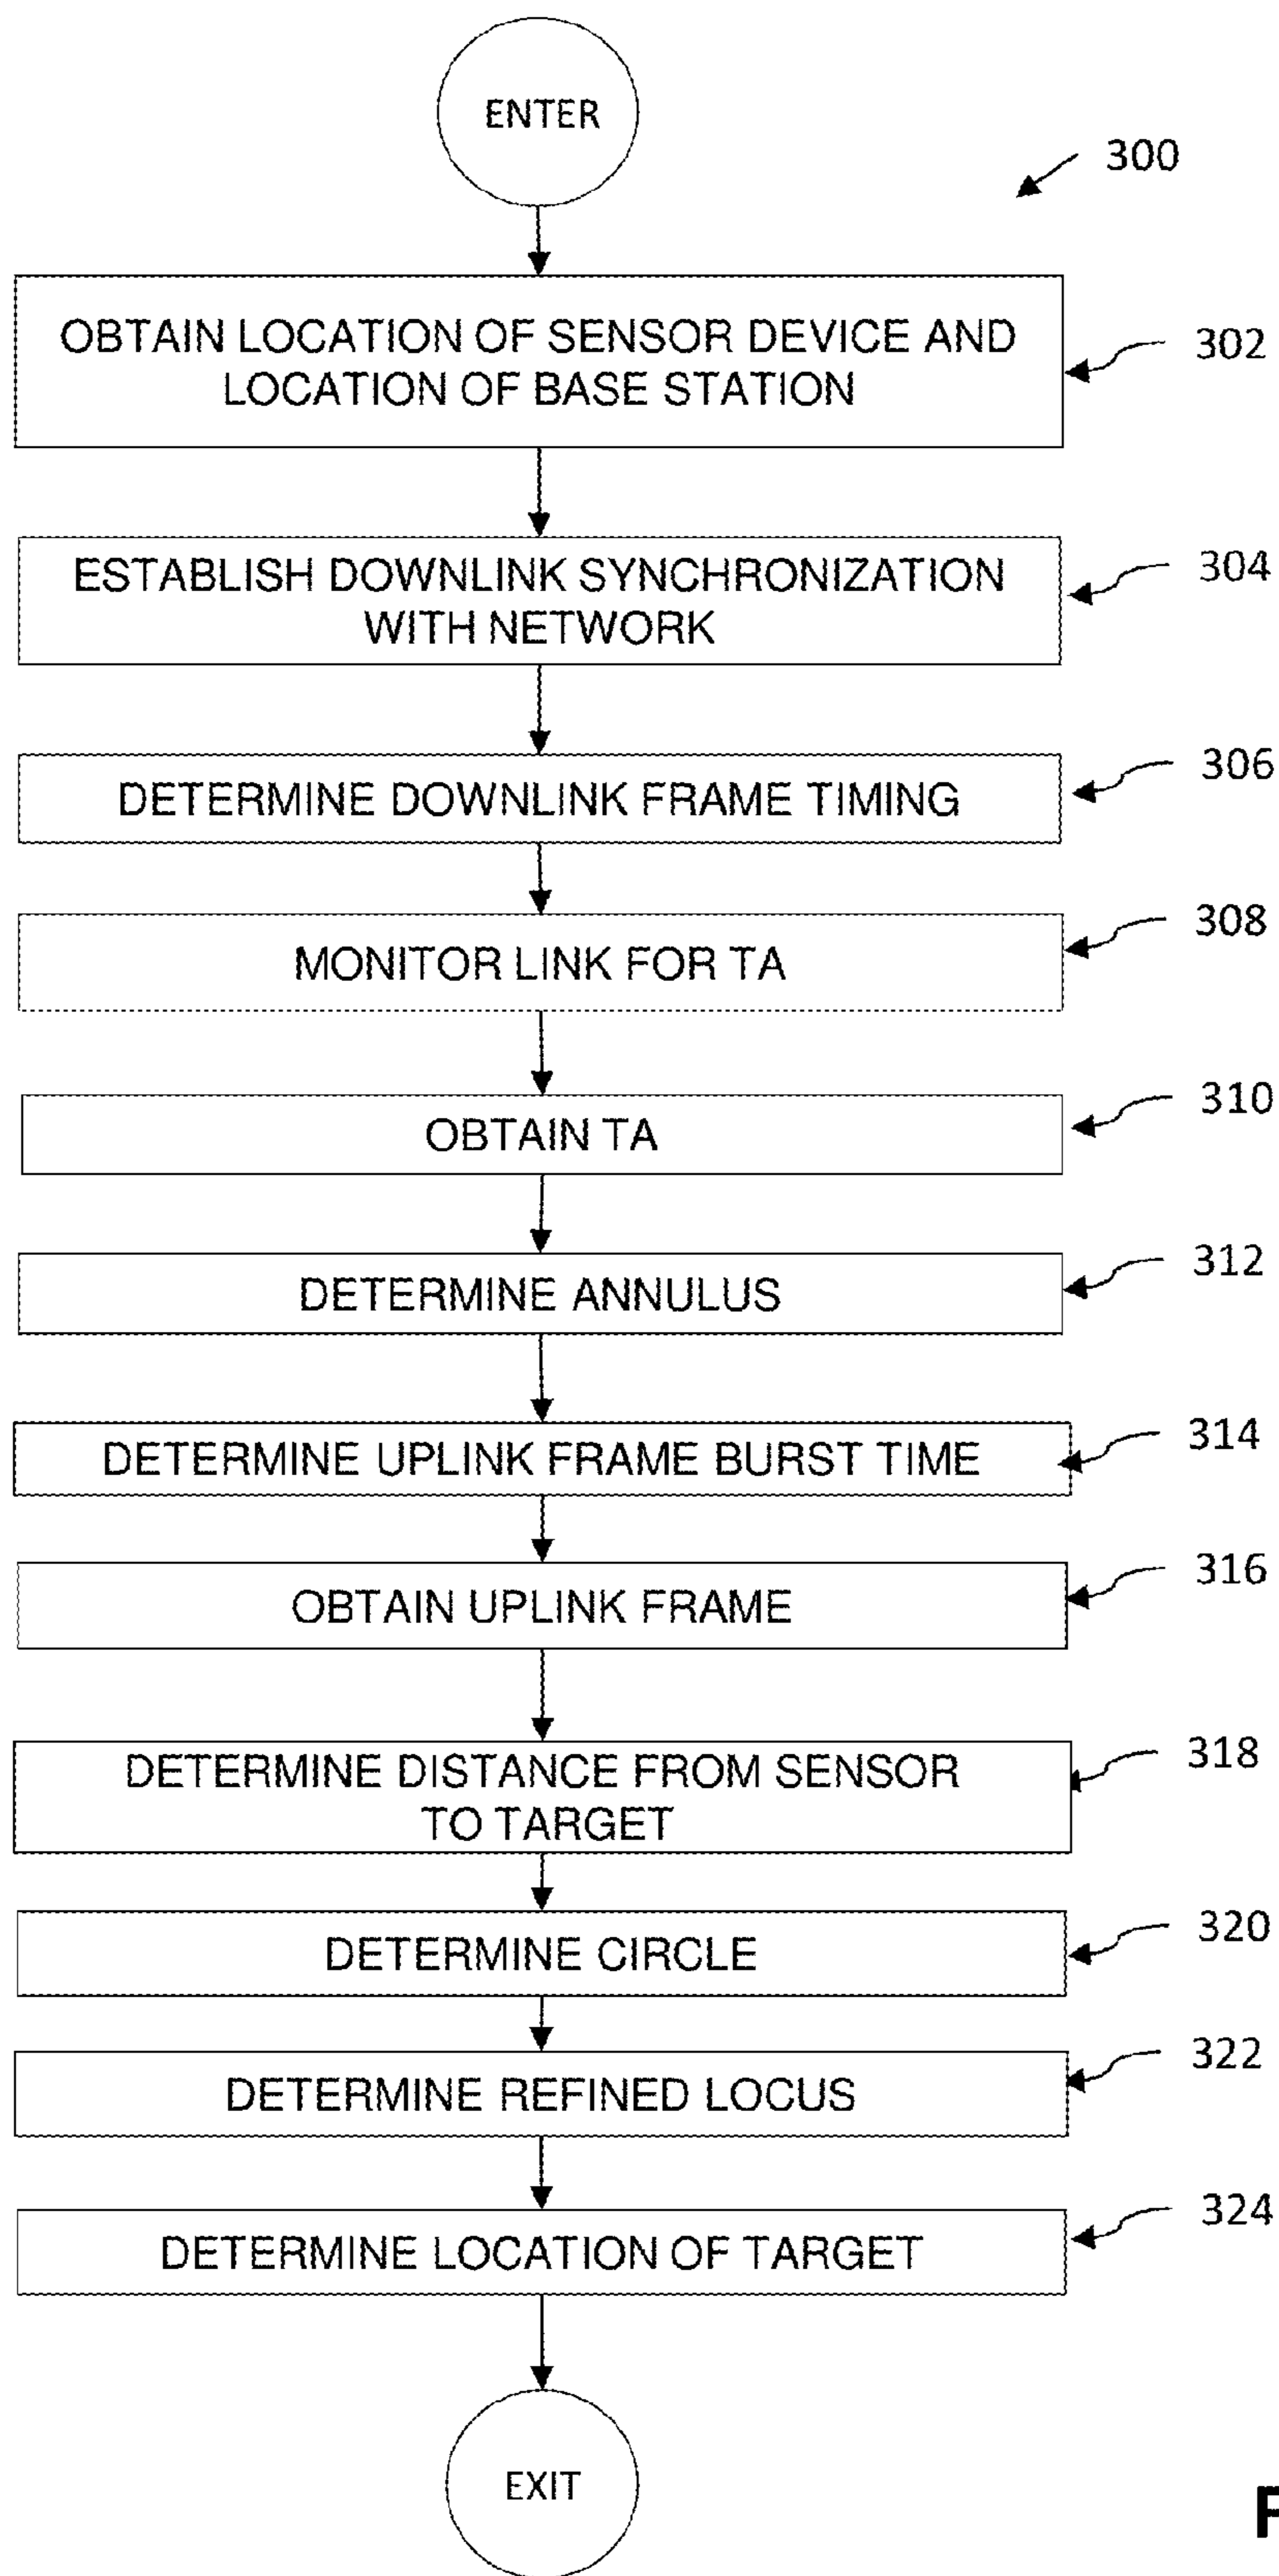 ENTER
300
OBTAIN LOCATION OF SENSOR DEVICE AND
LOCATION OF BASE STATION
302
ESTABLISH DOWNLINK SYNCHRONIZATION
WITH NETWORK
304
DETERMINE DOWNLINK FRAME TIMING
306
MONITOR LINK FOR TA
308
OBTAIN TA
310
DETERMINE ANNULUS
312
DETERMINE UPLINK FRAME BURST TIME
314
OBTAIN UPLINK FRAME
316
DETERMINE DISTANCE FROM SENSOR
TO TARGET
318
DETERMINE CIRCLE
320
DETERMINE REFINED LOCUS
322
DETERMINE LOCATION OF TARGET
324
EXIT